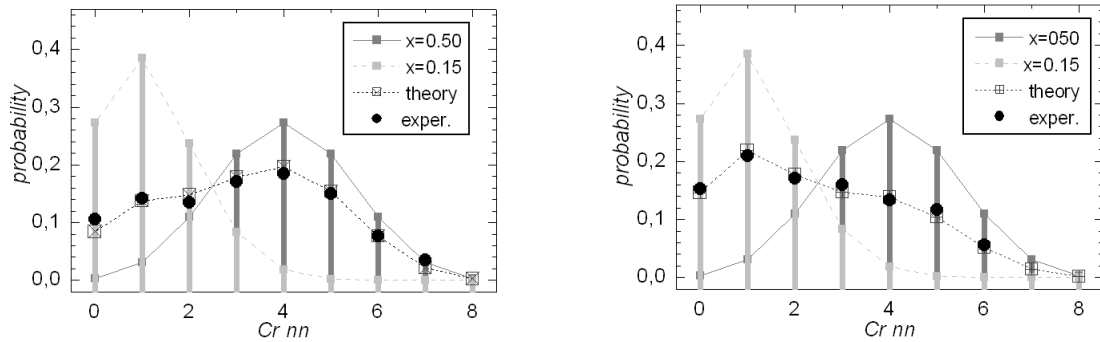 0,4
0,3
0,2
0,1
0,0
probability
x=0.50
x=0.15
theory
exper.
0 2 4 6 8
Cr nn
0,4
0,3
0,2
0,1
0,0
probability
x=050
x=0.15
theory
exper.
0 2 4 6 8
Cr nn